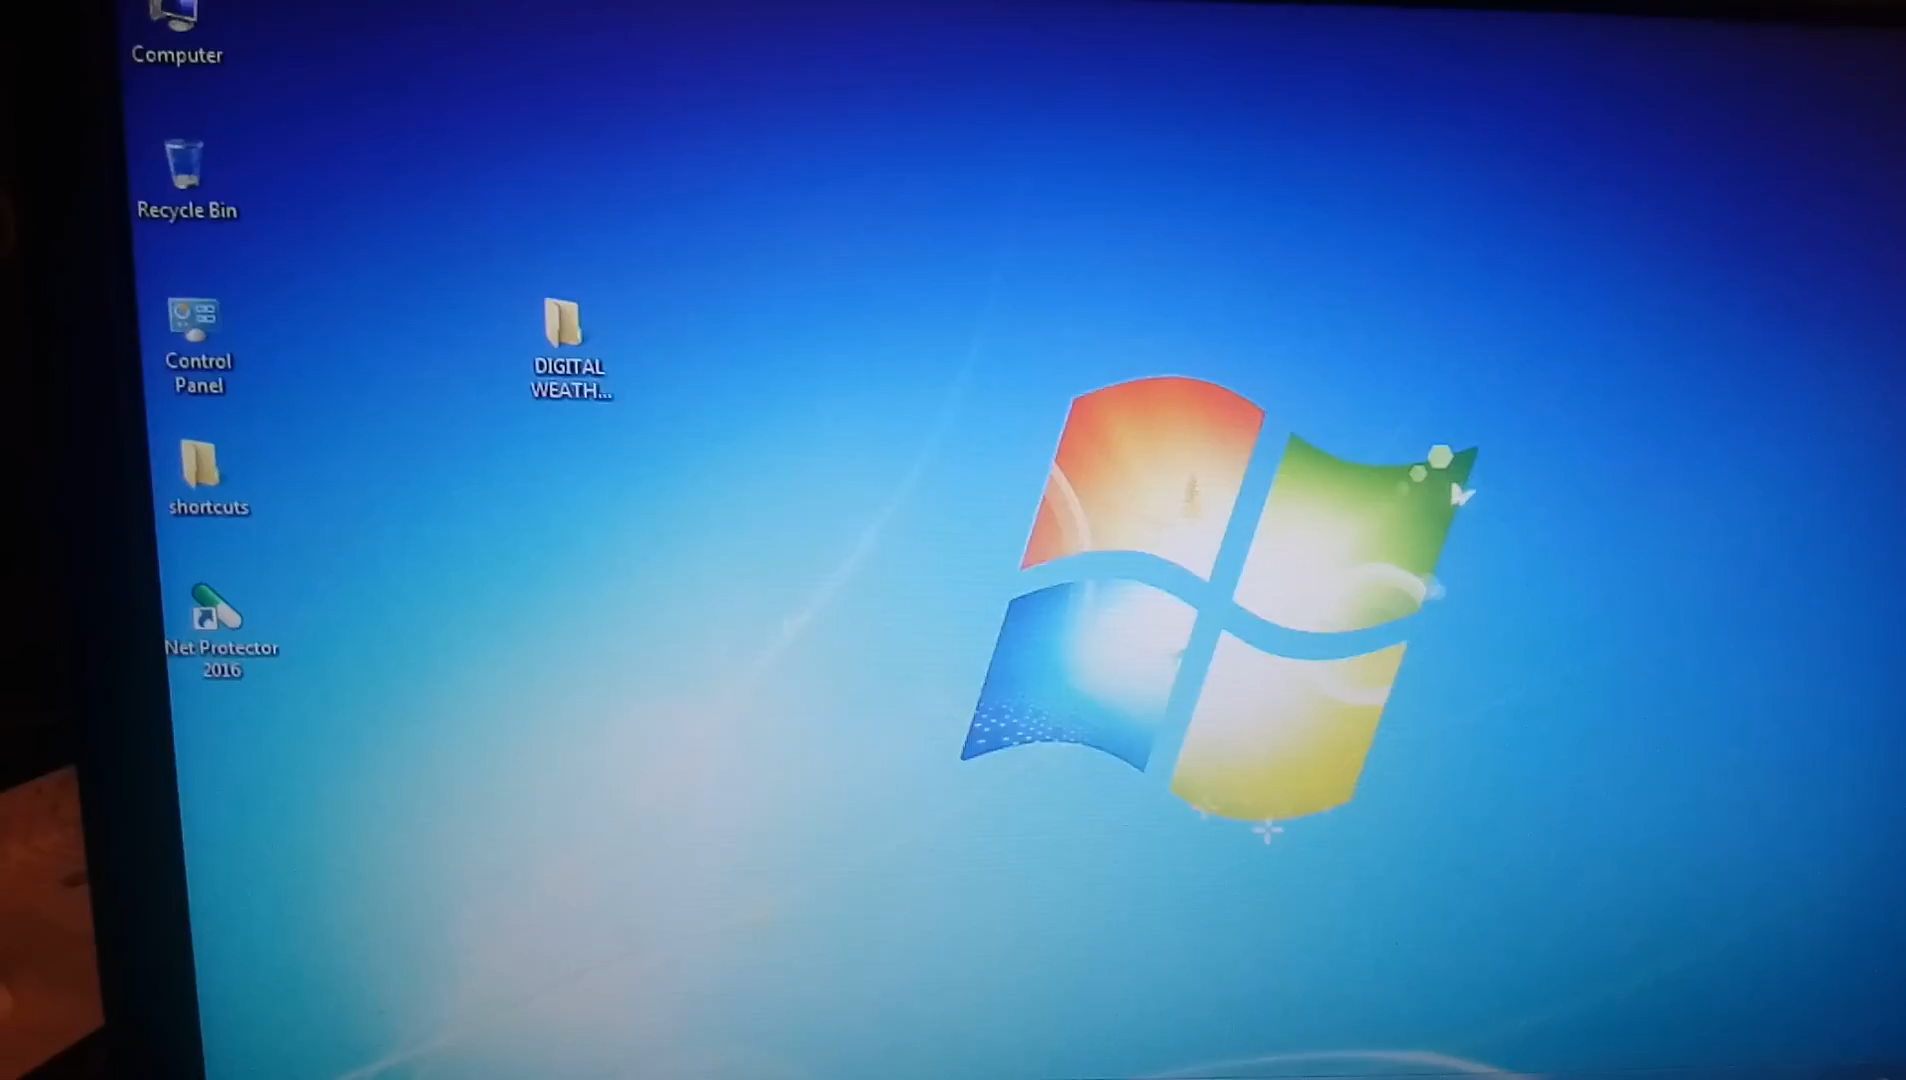 Computer
Recycle Bin
Control
Panel
DIGITAL
WEATH...
shortcuts
Net Protector
2016